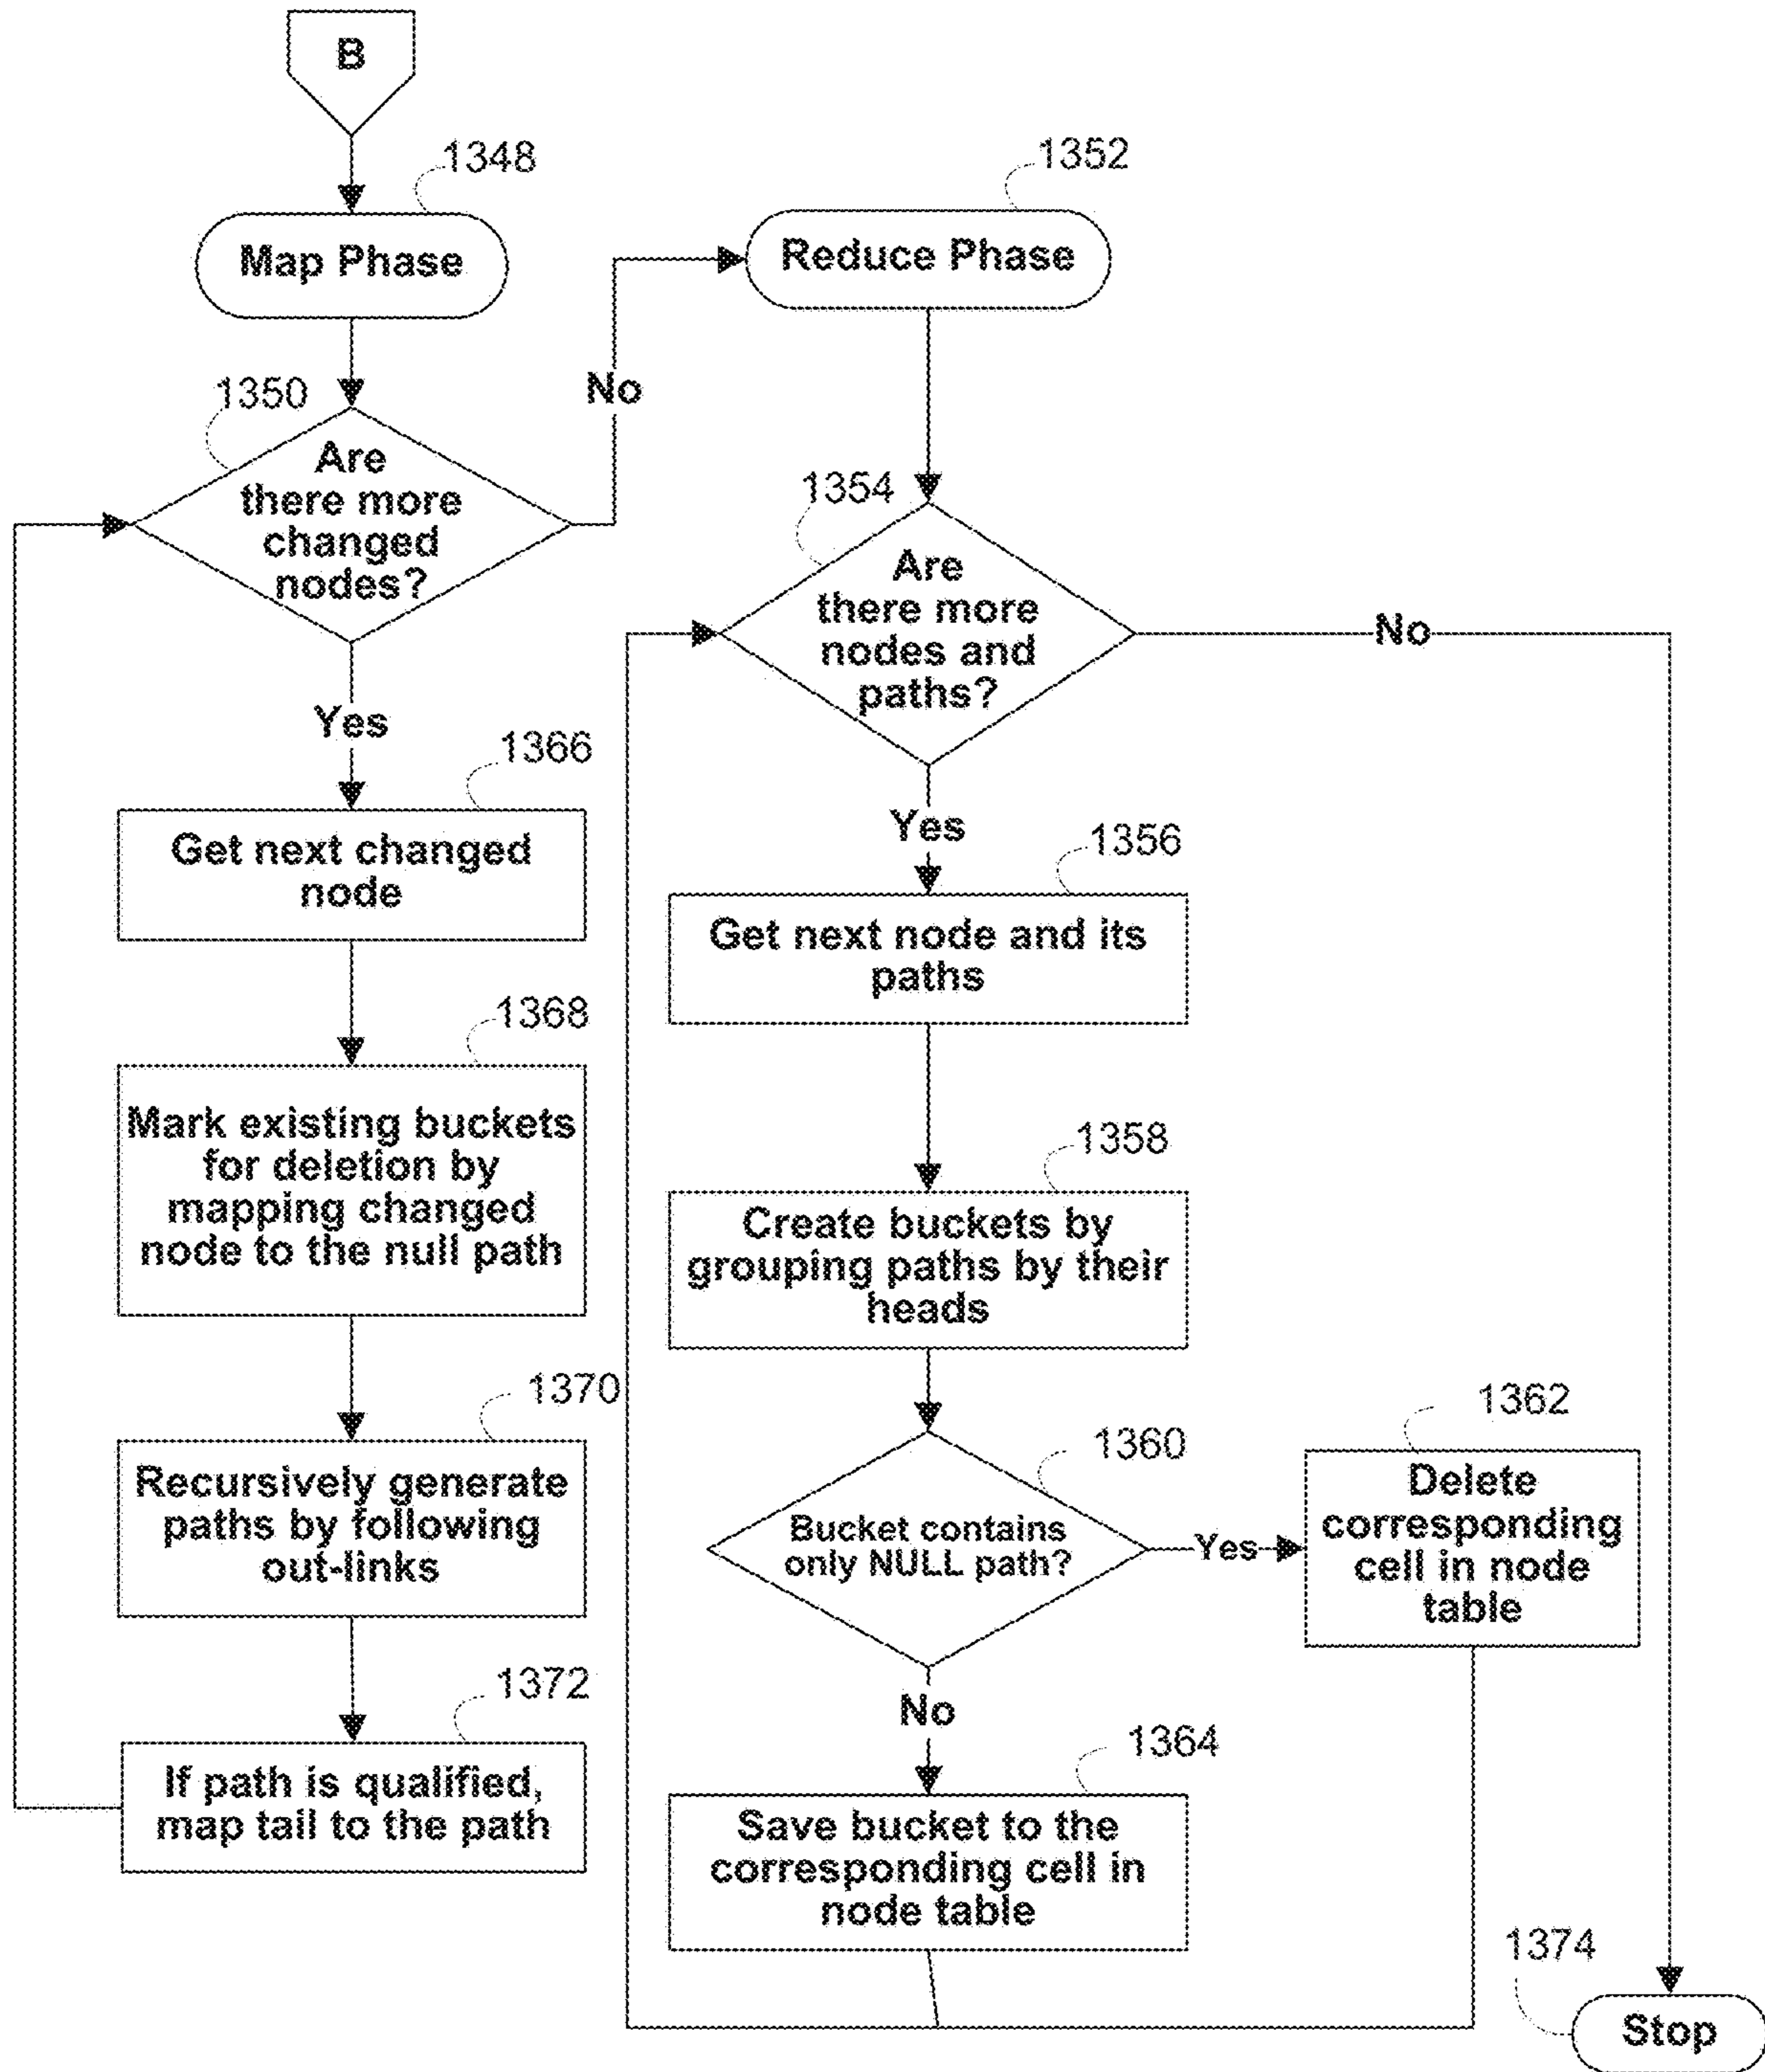 B
1348
Map Phase
1350
Are
there more
changed
nodes?
No
Yes
1366
Get next changed
node
1368
Mark existing buckets
for deletion by
mapping changed
node to the null path
1370
Recursively generate
paths by following
out-links
1372
If path is qualified,
map tail to the path
1352
Reduce Phase
1354
Are
there more
nodes and
paths?
No
Yes
1356
Get next node and its
paths
1358
Create buckets by
grouping paths by their
heads
1360
Bucket contains
only NULL path?
Yes
1362
Delete
corresponding
cell in node
table
No
1364
Save bucket to the
corresponding cell in
node table
1374
Stop